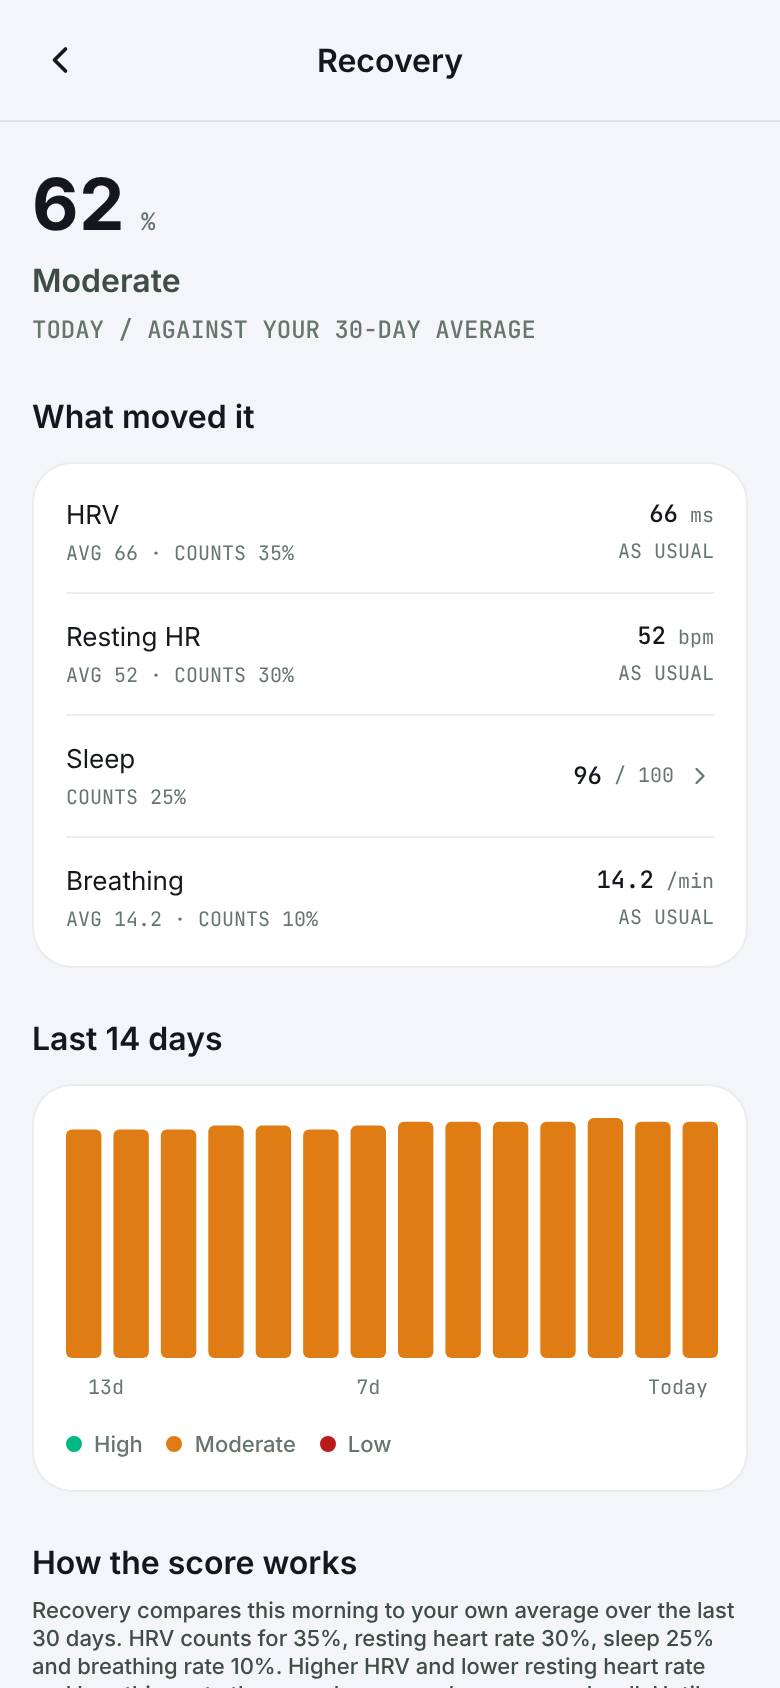 Recovery
62 %
Moderate
TODAY / AGAINST YOUR 30-DAY AVERAGE
What moved it
HRV
66 ms
AVG 66 · COUNTS 35%
AS USUAL
Resting HR
52 bpm
AVG 52 · COUNTS 30%
AS USUAL
Sleep
96 / 100
COUNTS 25%
Breathing
14.2 /min
AVG 14.2 · COUNTS 10%
AS USUAL
Last 14 days
13d 7d Today
High Moderate Low
How the score works
Recovery compares this morning to your own average over the last
30 days. HRV counts for 35%, resting heart rate 30%, sleep 25%
and breathing rate 10%. Higher HRV and lower resting heart rate